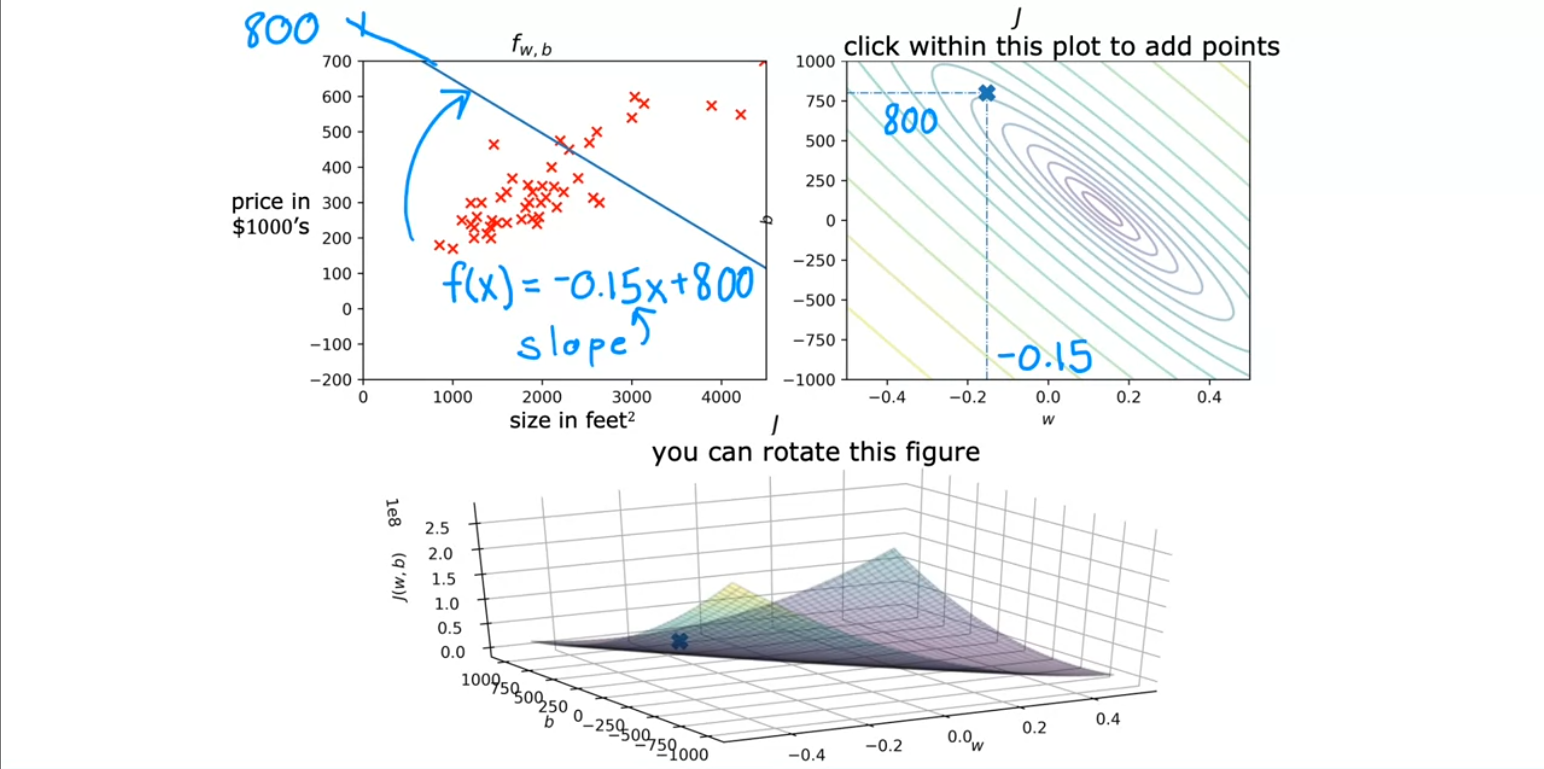 800
f w, b
700
600
500
400
300
200
100
0
−100
−200
price in
$1000’s
0 1000 2000 3000 4000
size in feet²
f(x) = -0.15x+800
slope
J
click within this plot to add points
1000
750
500
250
0
−250
−500
−750
−1000
b
800
-0.15
−0.4 −0.2 0.0 0.2 0.4
w
J
you can rotate this figure
1e8
J(w, b)
2.5
2.0
1.5
1.0
0.5
0.0
1000
750
500
250
0
−250
−500
−750
−1000
b
−0.4
−0.2
0.0
0.2
0.4
w